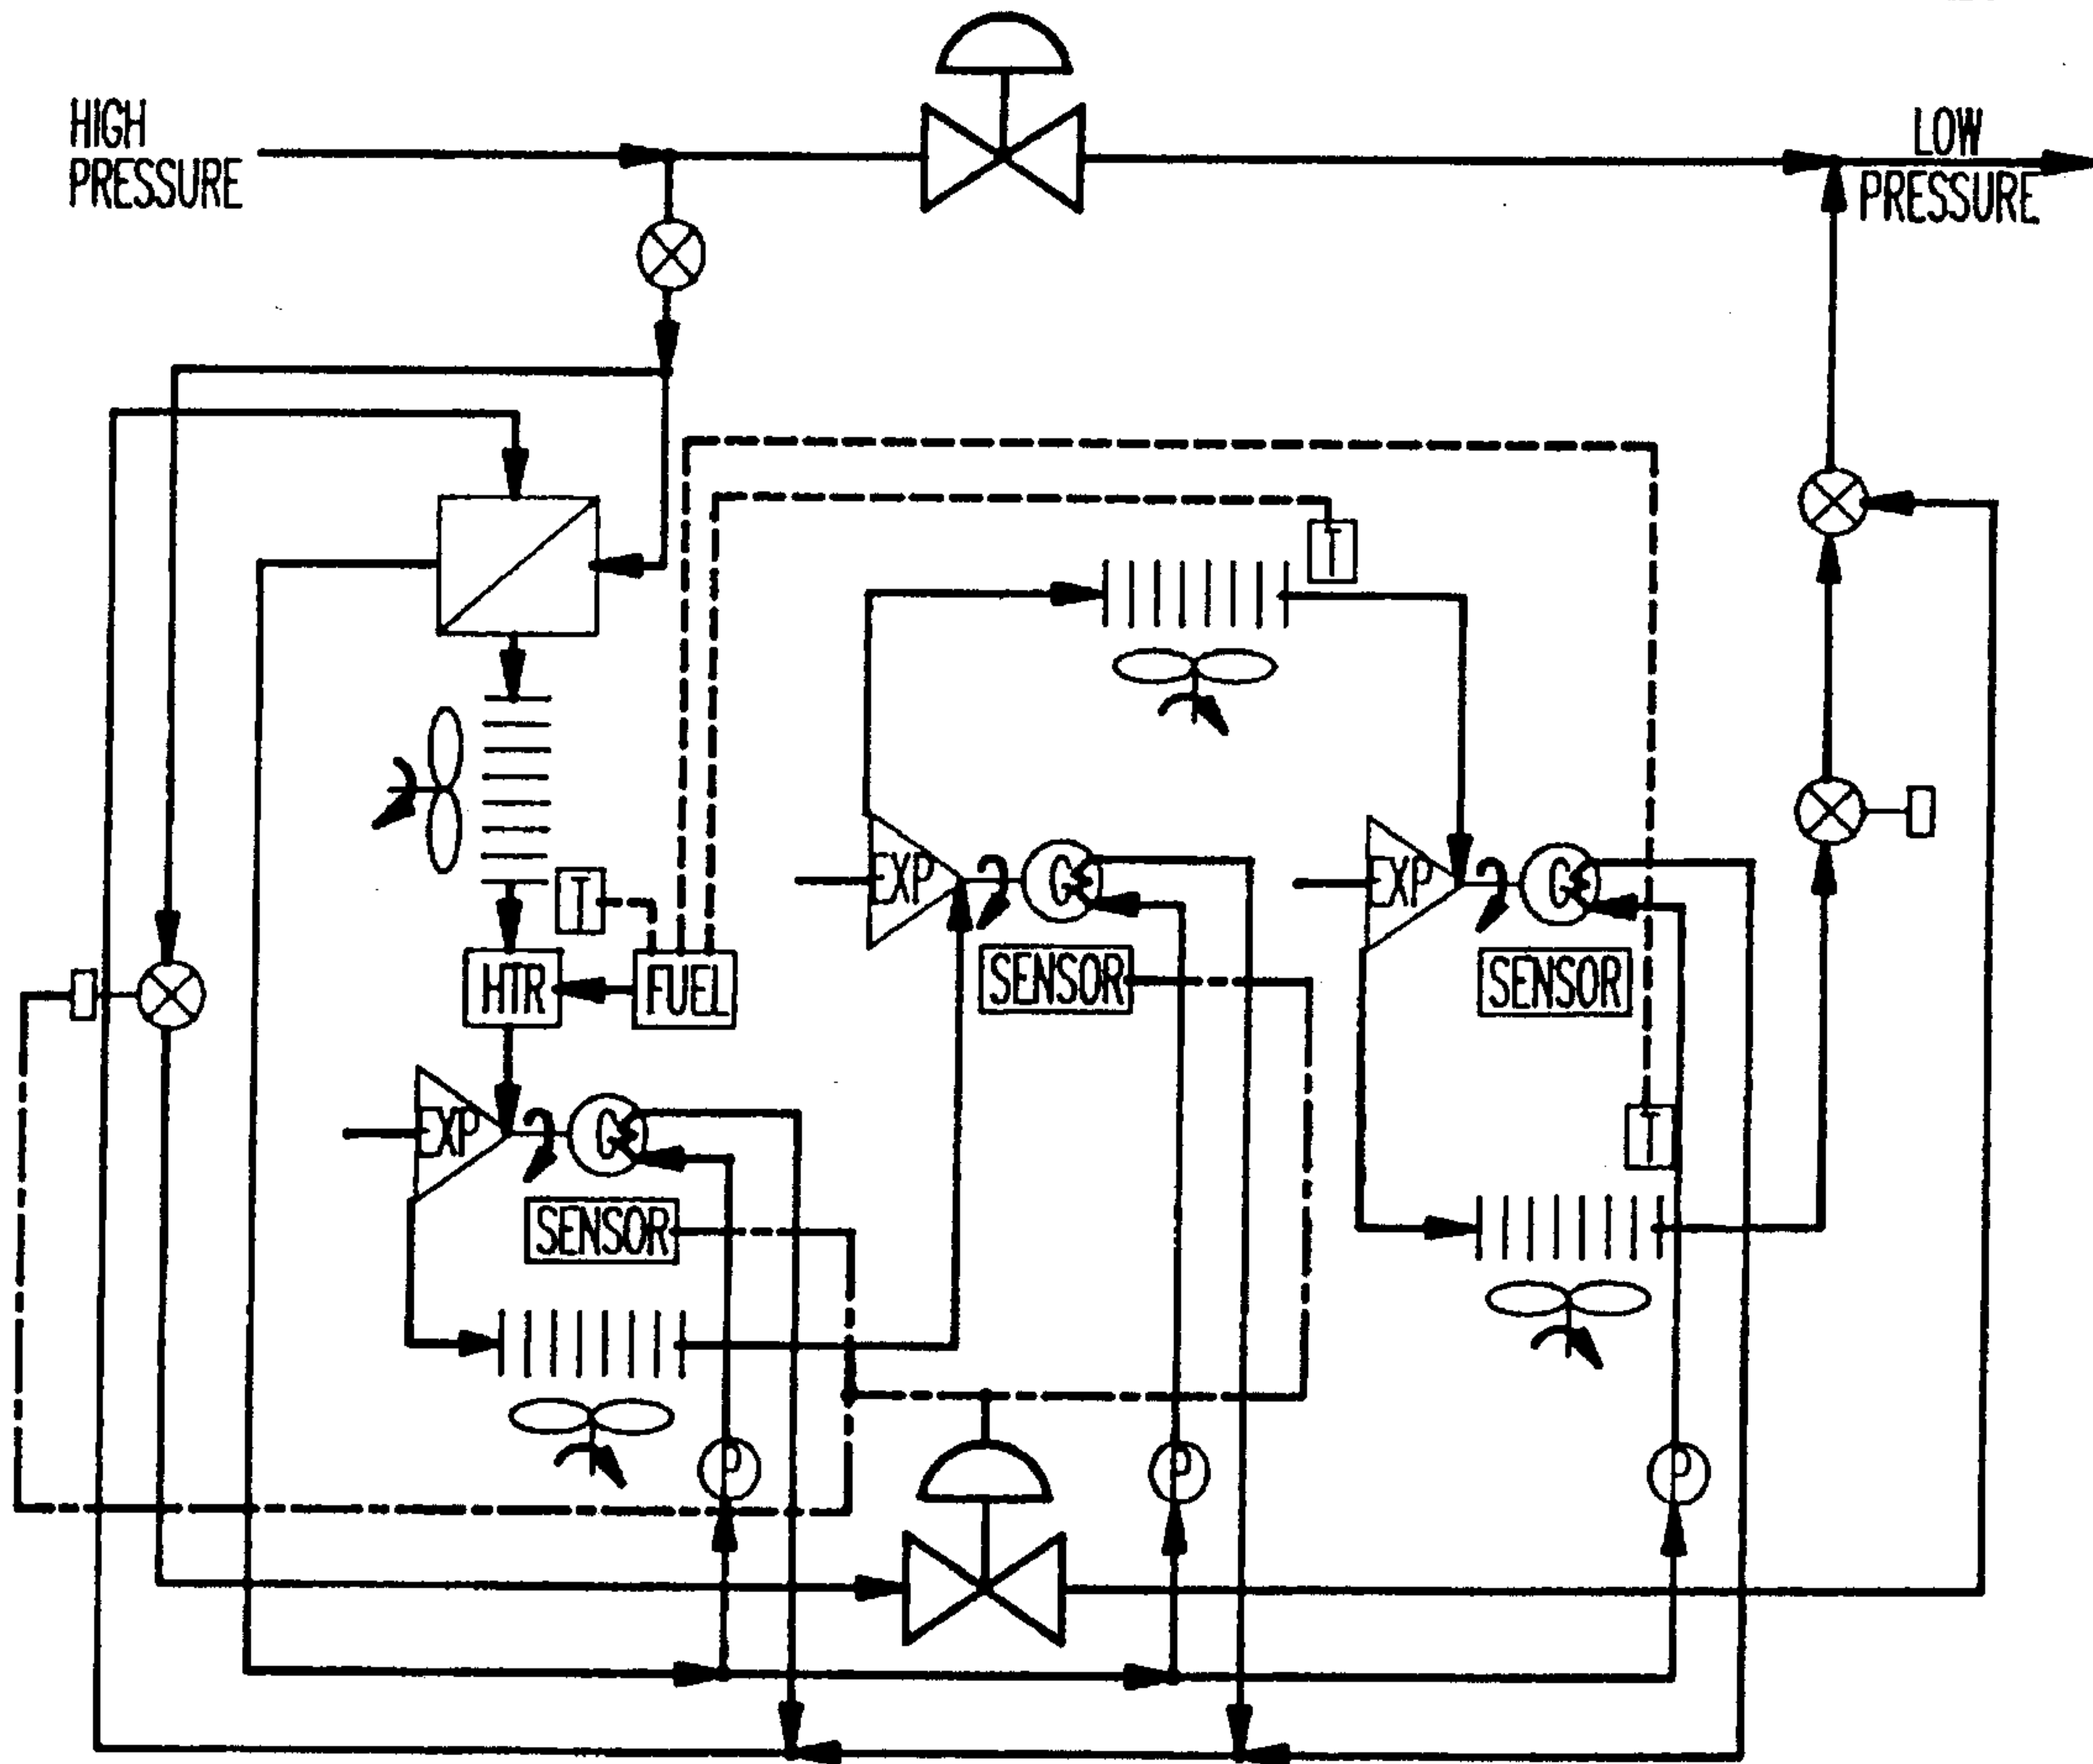 HIGH
PRESSURE
LOW
PRESSURE
T
T
EXP
G
EXP
G
HTR
FUEL
SENSOR
SENSOR
EXP
G
T
SENSOR
P
P
P